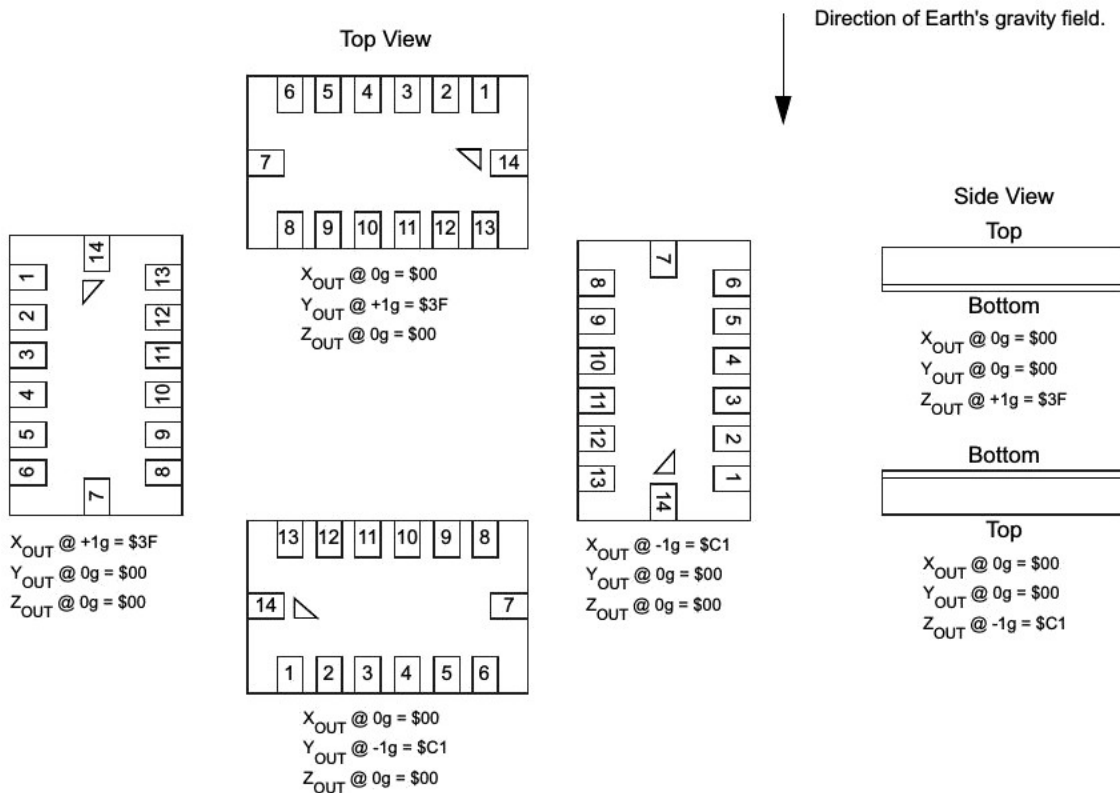 Direction of Earth's gravity field.
Top View
6 5 4 3 2 1
7 14
8 9 10 11 12 13
X_OUT @ 0g = $00
Y_OUT @ +1g = $3F
Z_OUT @ 0g = $00
14
1 13
2 12
3 11
4 10
5 9
6 8
7
X_OUT @ +1g = $3F
Y_OUT @ 0g = $00
Z_OUT @ 0g = $00
13 12 11 10 9 8
14 7
1 2 3 4 5 6
X_OUT @ 0g = $00
Y_OUT @ -1g = $C1
Z_OUT @ 0g = $00
7
8 6
9 5
10 4
11 3
12 2
13 1
14
X_OUT @ -1g = $C1
Y_OUT @ 0g = $00
Z_OUT @ 0g = $00
Side View
Top
Bottom
X_OUT @ 0g = $00
Y_OUT @ 0g = $00
Z_OUT @ +1g = $3F
Bottom
Top
X_OUT @ 0g = $00
Y_OUT @ 0g = $00
Z_OUT @ -1g = $C1